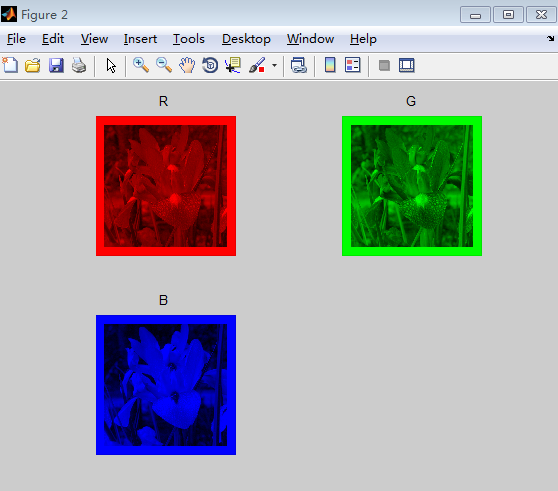 Figure 2
File Edit View Insert Tools Desktop Window Help
R G
B